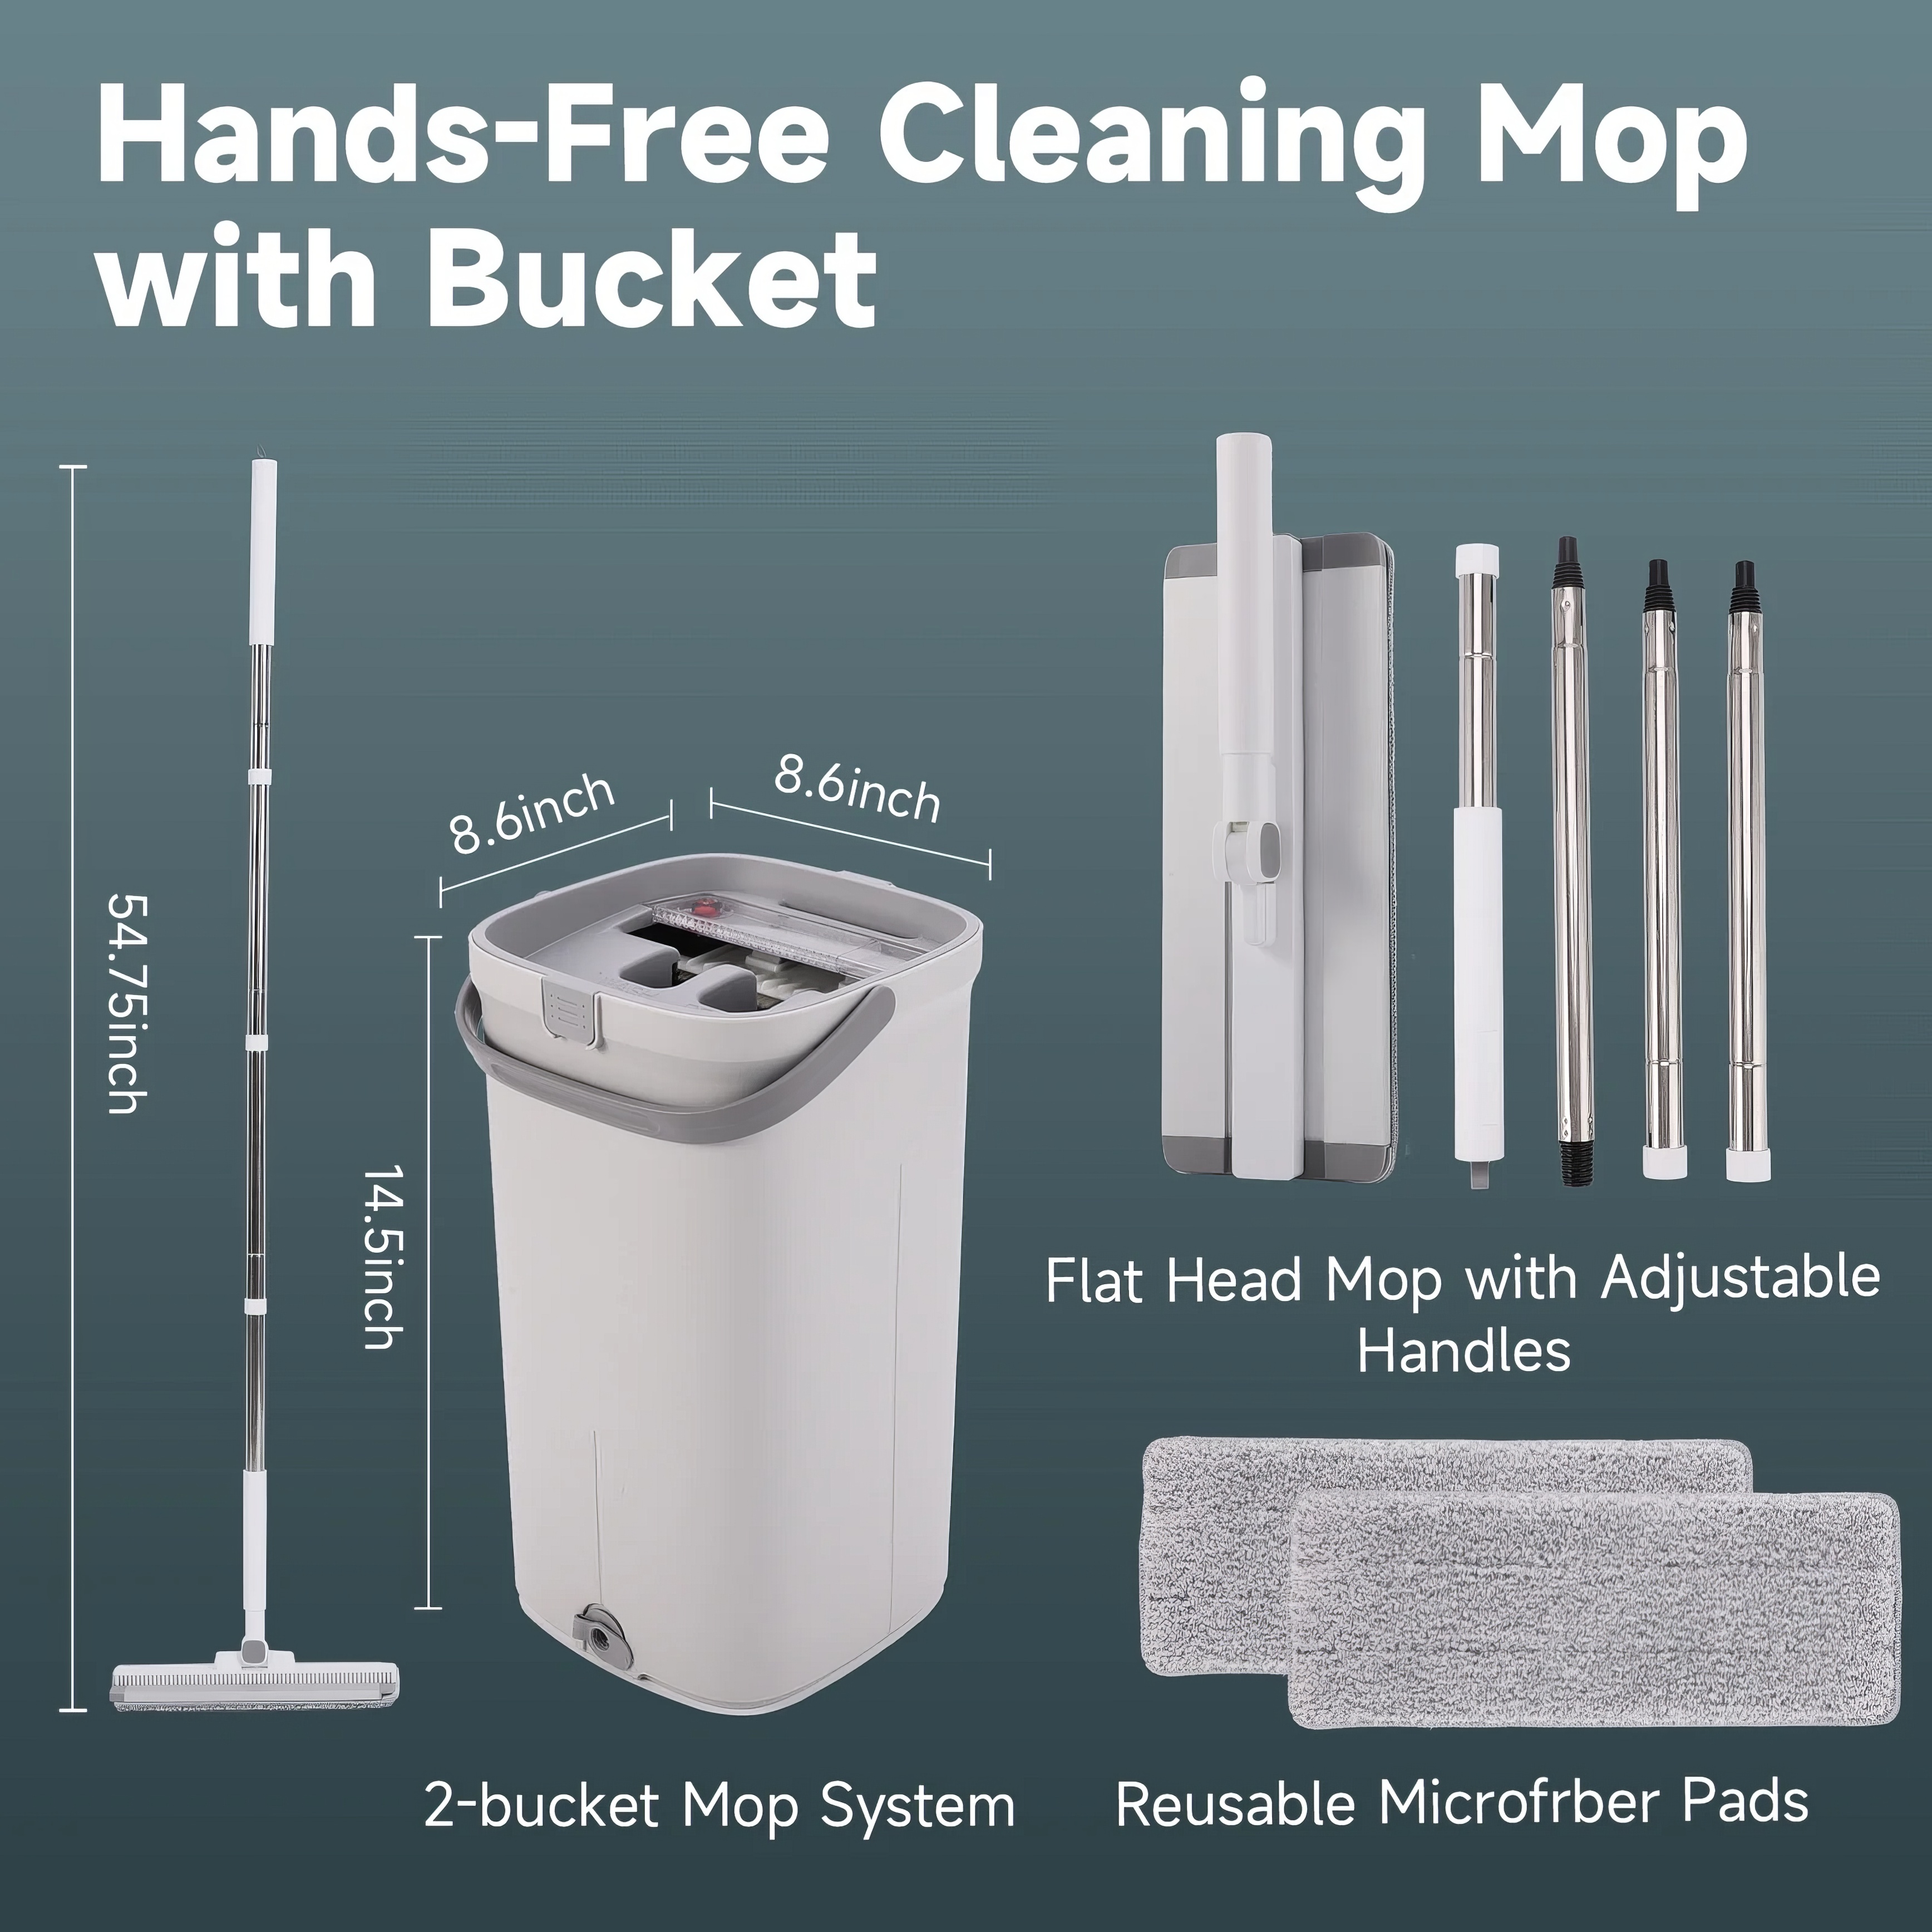 Hands-Free Cleaning Mop
with Bucket
8.6inch
8.6inch
54.75inch
14.5inch
Flat Head Mop with Adjustable
Handles
2-bucket Mop System
Reusable Microfrber Pads